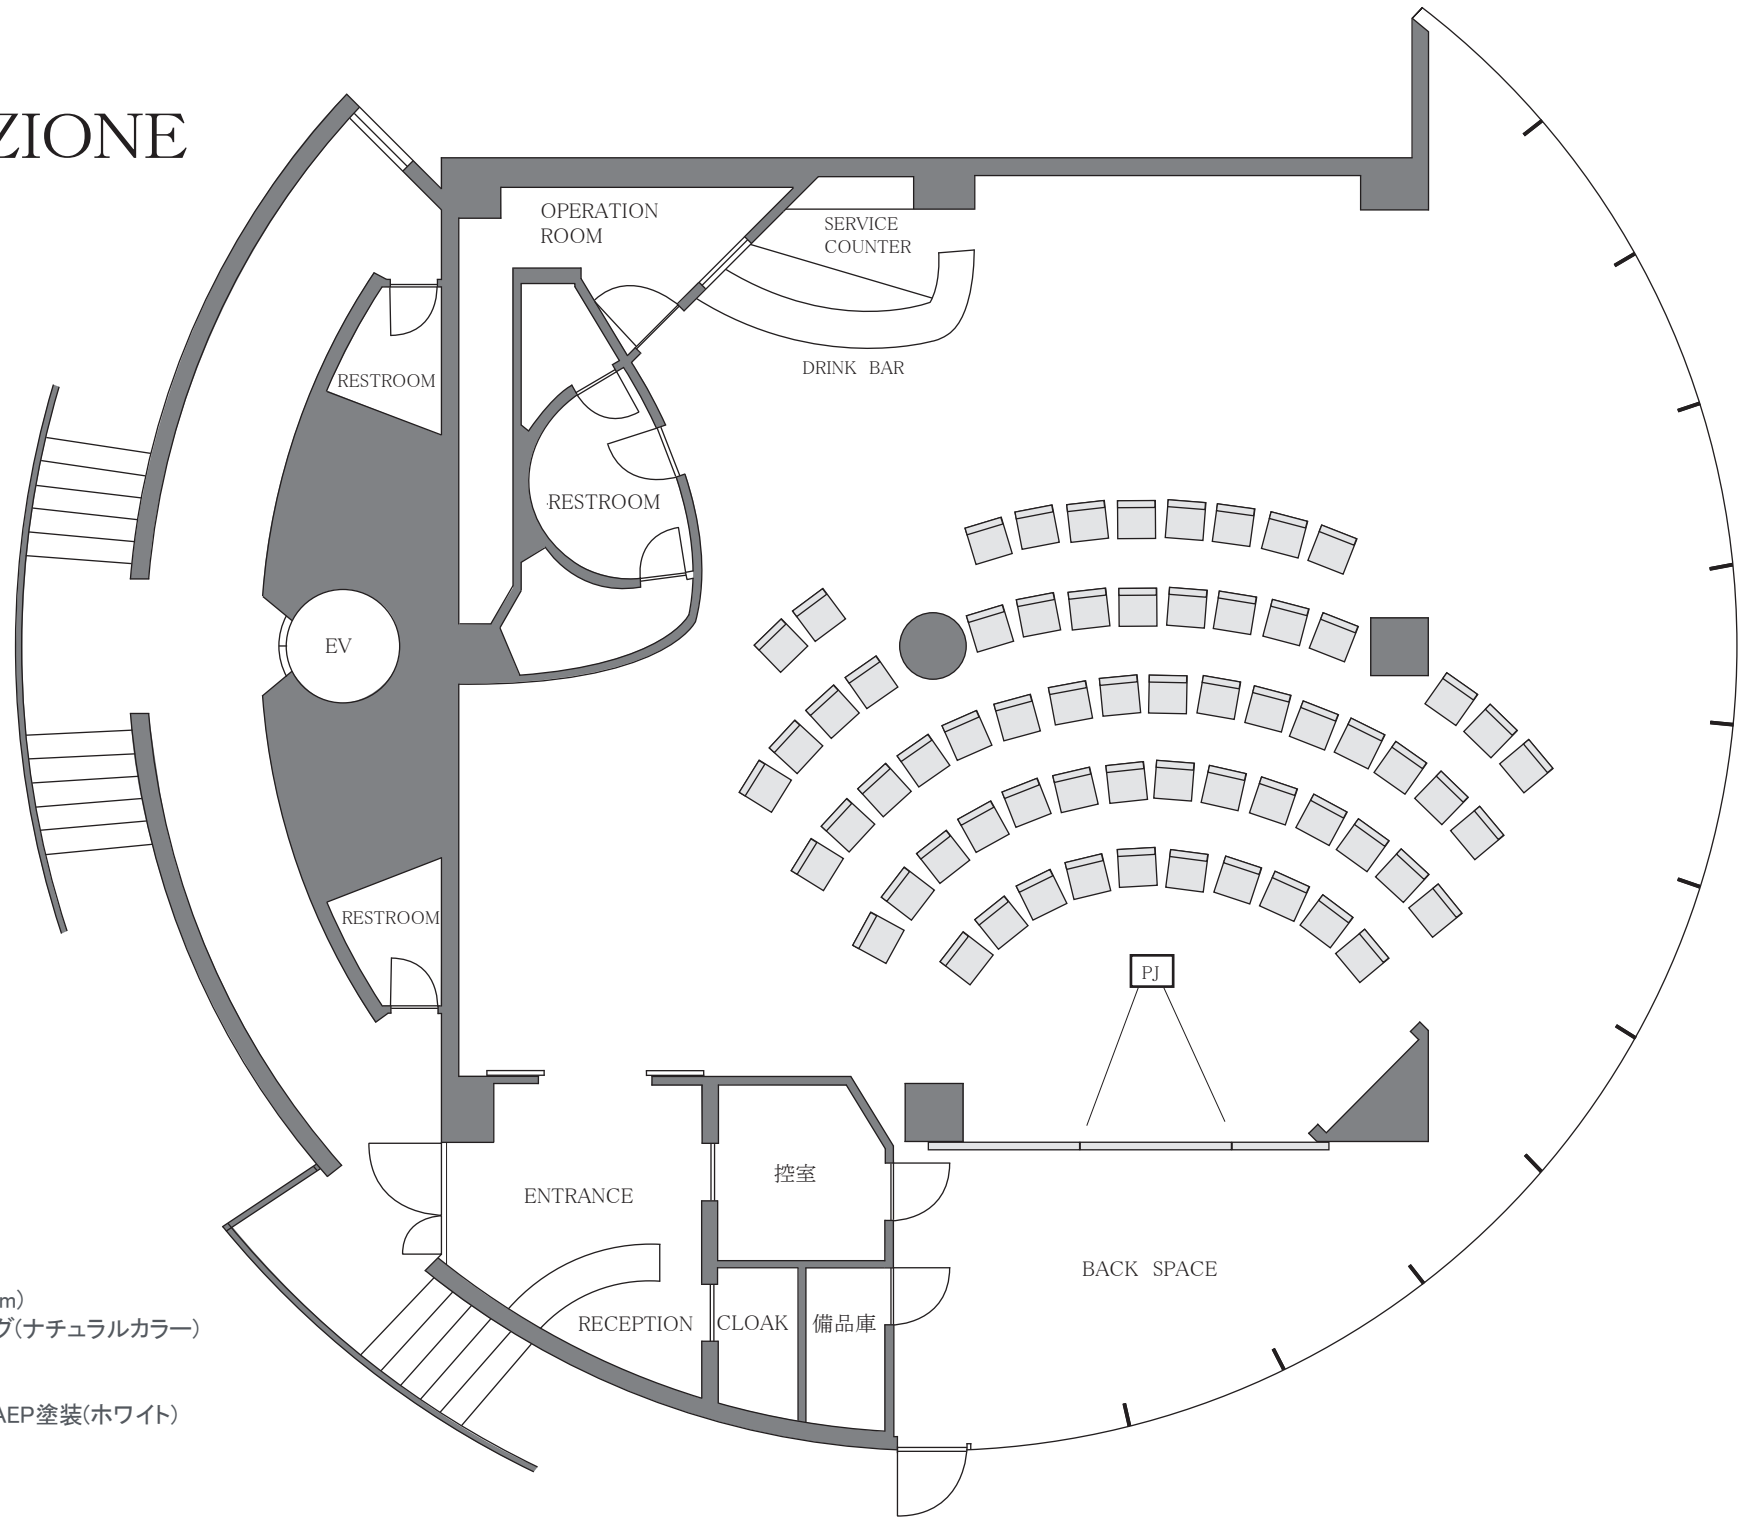 ZIONE
OPERATION
ROOM
SERVICE
COUNTER
DRINK BAR
RESTROOM
RESTROOM
EV
RESTROOM
PJ
控室
ENTRANCE
BACK SPACE
RECEPTION
CLOAK
備品庫
m)
グ(ナチュラルカラー)
AEP塗装(ホワイト)